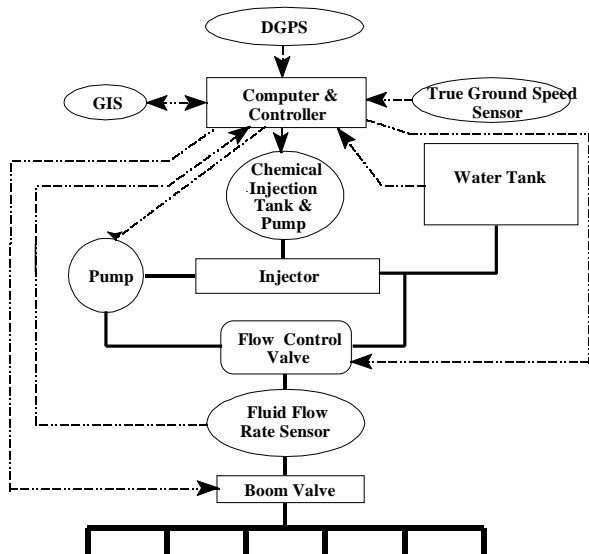 DGPS
GIS
Computer &
Controller
True Ground Speed
Sensor
Chemical
Injection
Tank &
Pump
Water Tank
Pump
Injector
Flow Control
Valve
Fluid Flow
Rate Sensor
Boom Valve